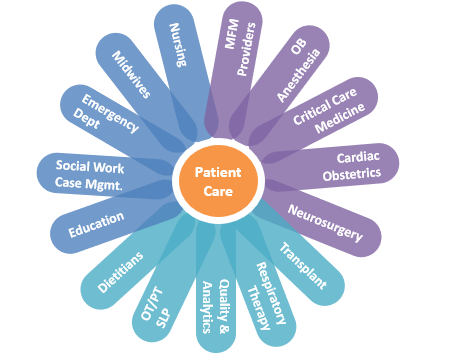 Patient
Care
MFM
Providers
OB
Anesthesia
Critical Care
Medicine
Cardiac
Obstetrics
Neurosurgery
Transplant
Respiratory
Therapy
Quality &
Analytics
OT/PT
SLP
Dietitians
Education
Social Work
Case Mgmt.
Emergency
Dept
Midwives
Nursing